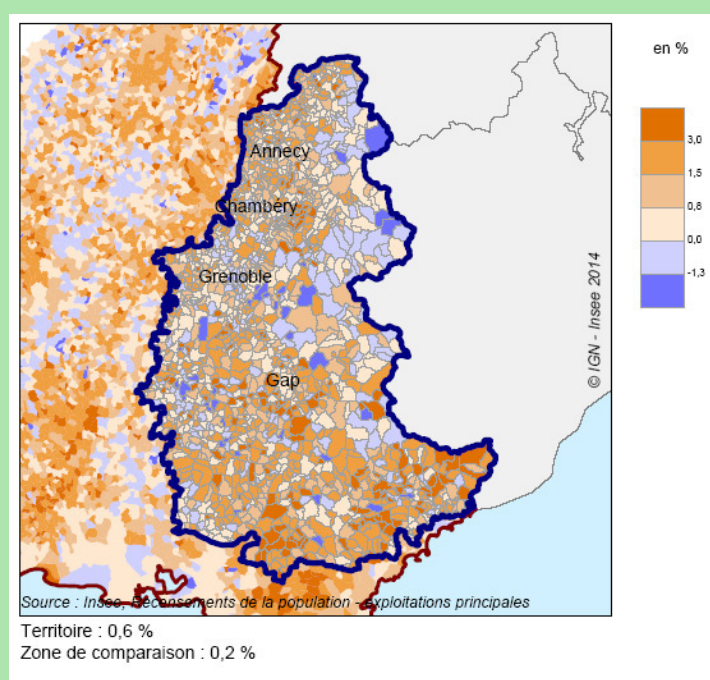 en %
3,0
1,5
0,8
0,0
-1,3
Annecy
Chambéry
Grenoble
Gap
© IGN - Insee 2014
Source : Insee, Recensements de la population - exploitations principales
Territoire : 0,6 %
Zone de comparaison : 0,2 %